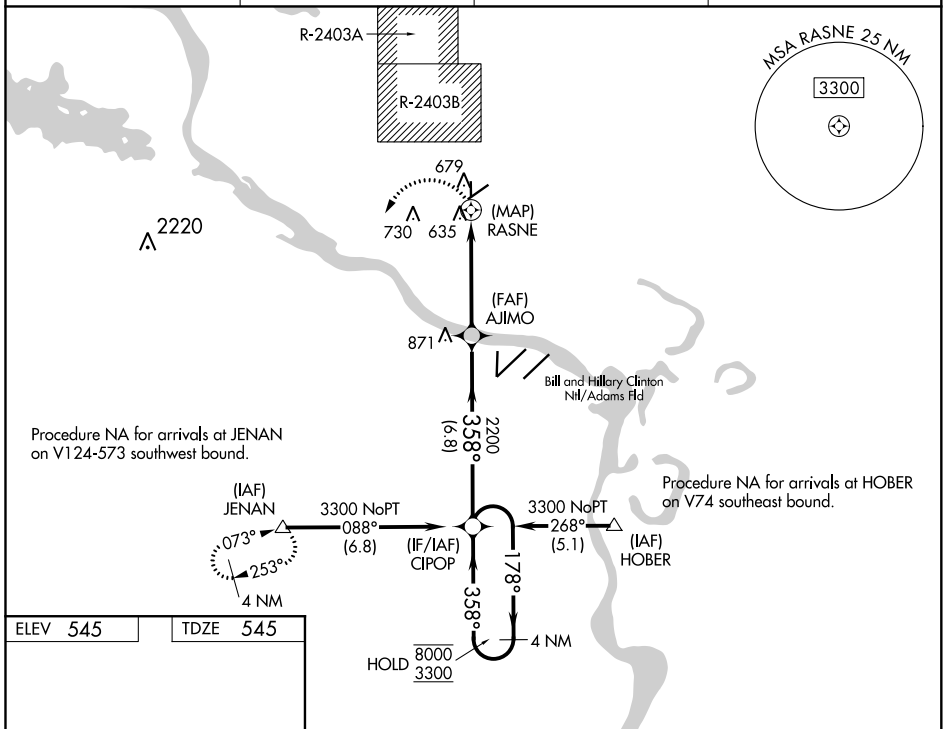 R-2403A
R-2403B
MSA RASNE 25 NM
3300
679
730
635
(MAP)
RASNE
2220
(FAF)
AJIMO
871
Bill and Hillary Clinton
Ntl/Adams Fld
2200
358°
(6.8)
Procedure NA for arrivals at JENAN
on V124-573 southwest bound.
Procedure NA for arrivals at HOBER
on V74 southeast bound.
(IAF)
JENAN
3300 NoPT
088°
(6.8)
(IF/IAF)
CIPOP
3300 NoPT
268°
(5.1)
(IAF)
HOBER
073°
253°
4 NM
178°
358°
4 NM
HOLD 8000
3300
ELEV 545
TDZE 545